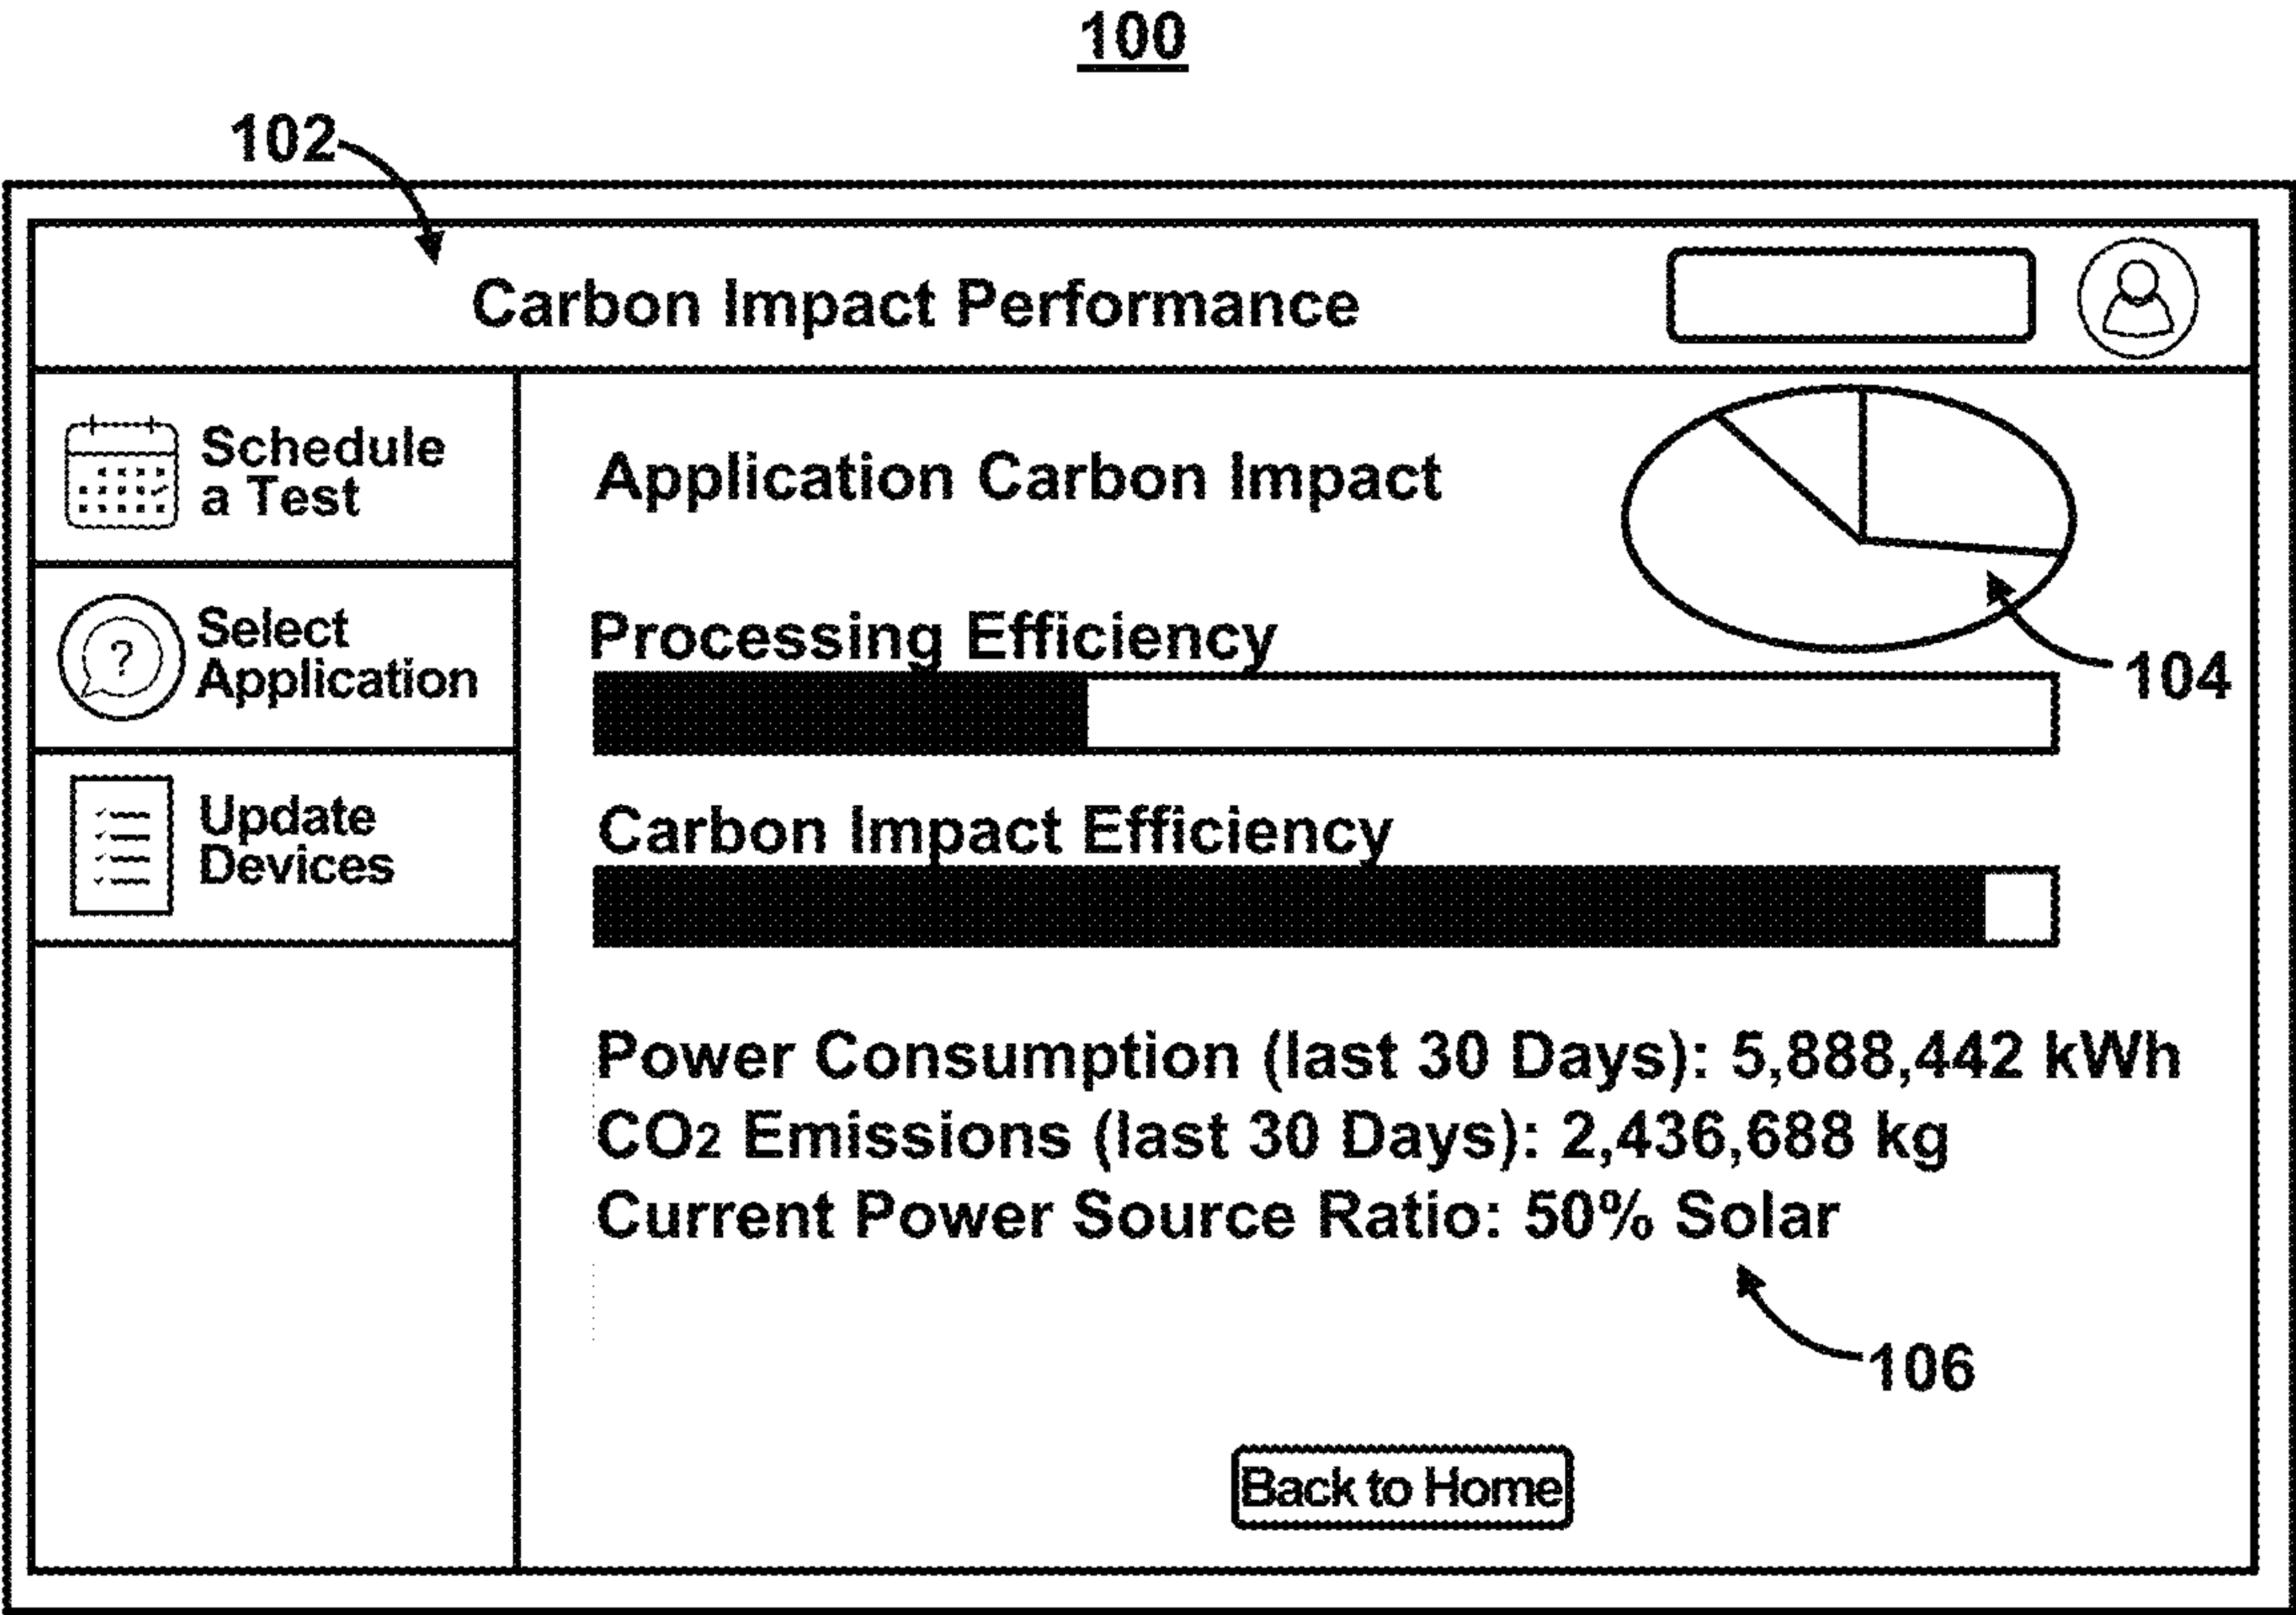 100
102
Carbon Impact Performance
Schedule
a Test
Select
Application
?
Update
Devices
Application Carbon Impact
104
Processing Efficiency
Carbon Impact Efficiency
Power Consumption (last 30 Days): 5,888,442 kWh
CO2 Emissions (last 30 Days): 2,436,688 kg
Current Power Source Ratio: 50% Solar
106
Back to Home